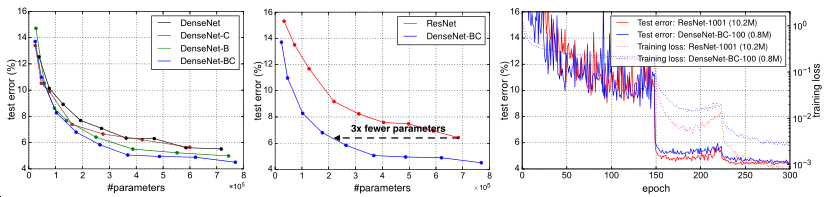 DenseNet
DenseNet-C
DenseNet-B
DenseNet-BC
16
14
12
10
8
6
4
test error (%)
0 1 2 3 4 5 6 7 8
×10⁵
#parameters
ResNet
DenseNet-BC
3x fewer parameters
16
14
12
10
8
6
4
test error (%)
0 1 2 3 4 5 6 7 8
×10⁵
#parameters
Test error: ResNet-1001 (10.2M)
Test error: DenseNet-BC-100 (0.8M)
Training loss: ResNet-1001 (10.2M)
Training loss: DenseNet-BC-100 (0.8M)
16
14
12
10
8
6
4
test error (%)
10⁰
10⁻¹
10⁻²
10⁻³
training loss
0 50 100 150 200 250 300
epoch